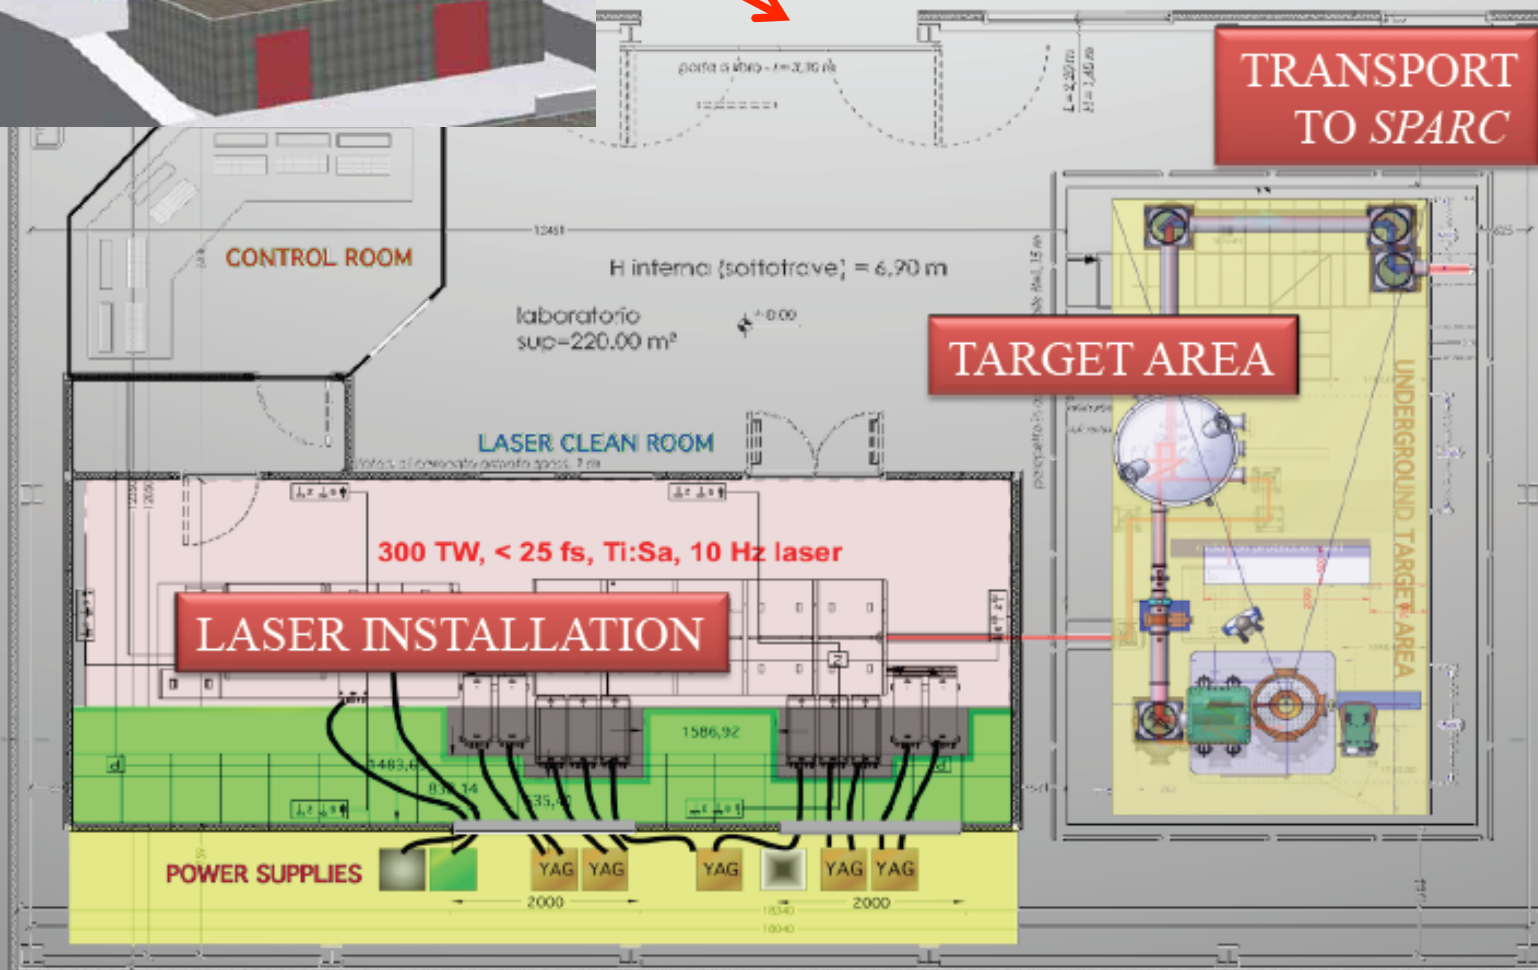 TRANSPORT
TO SPARC
12461
CONTROL ROOM
H interna (sottotrave) = 6,90 m
laboratorio
sup=220.00 m²
TARGET AREA
LASER CLEAN ROOM
UNDERGROUND TARGET AREA
300 TW, < 25 fs, Ti:Sa, 10 Hz laser
LASER INSTALLATION
1586,92
POWER SUPPLIES
YAG
YAG
YAG
YAG
YAG
2000
2000